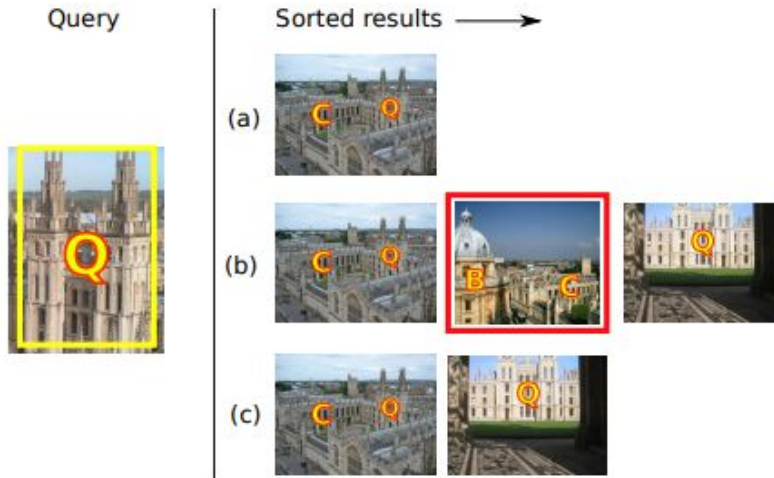 Query
Sorted results
(a)
C Q
Q
(b)
C Q
B C
Q
(c)
C Q
Q